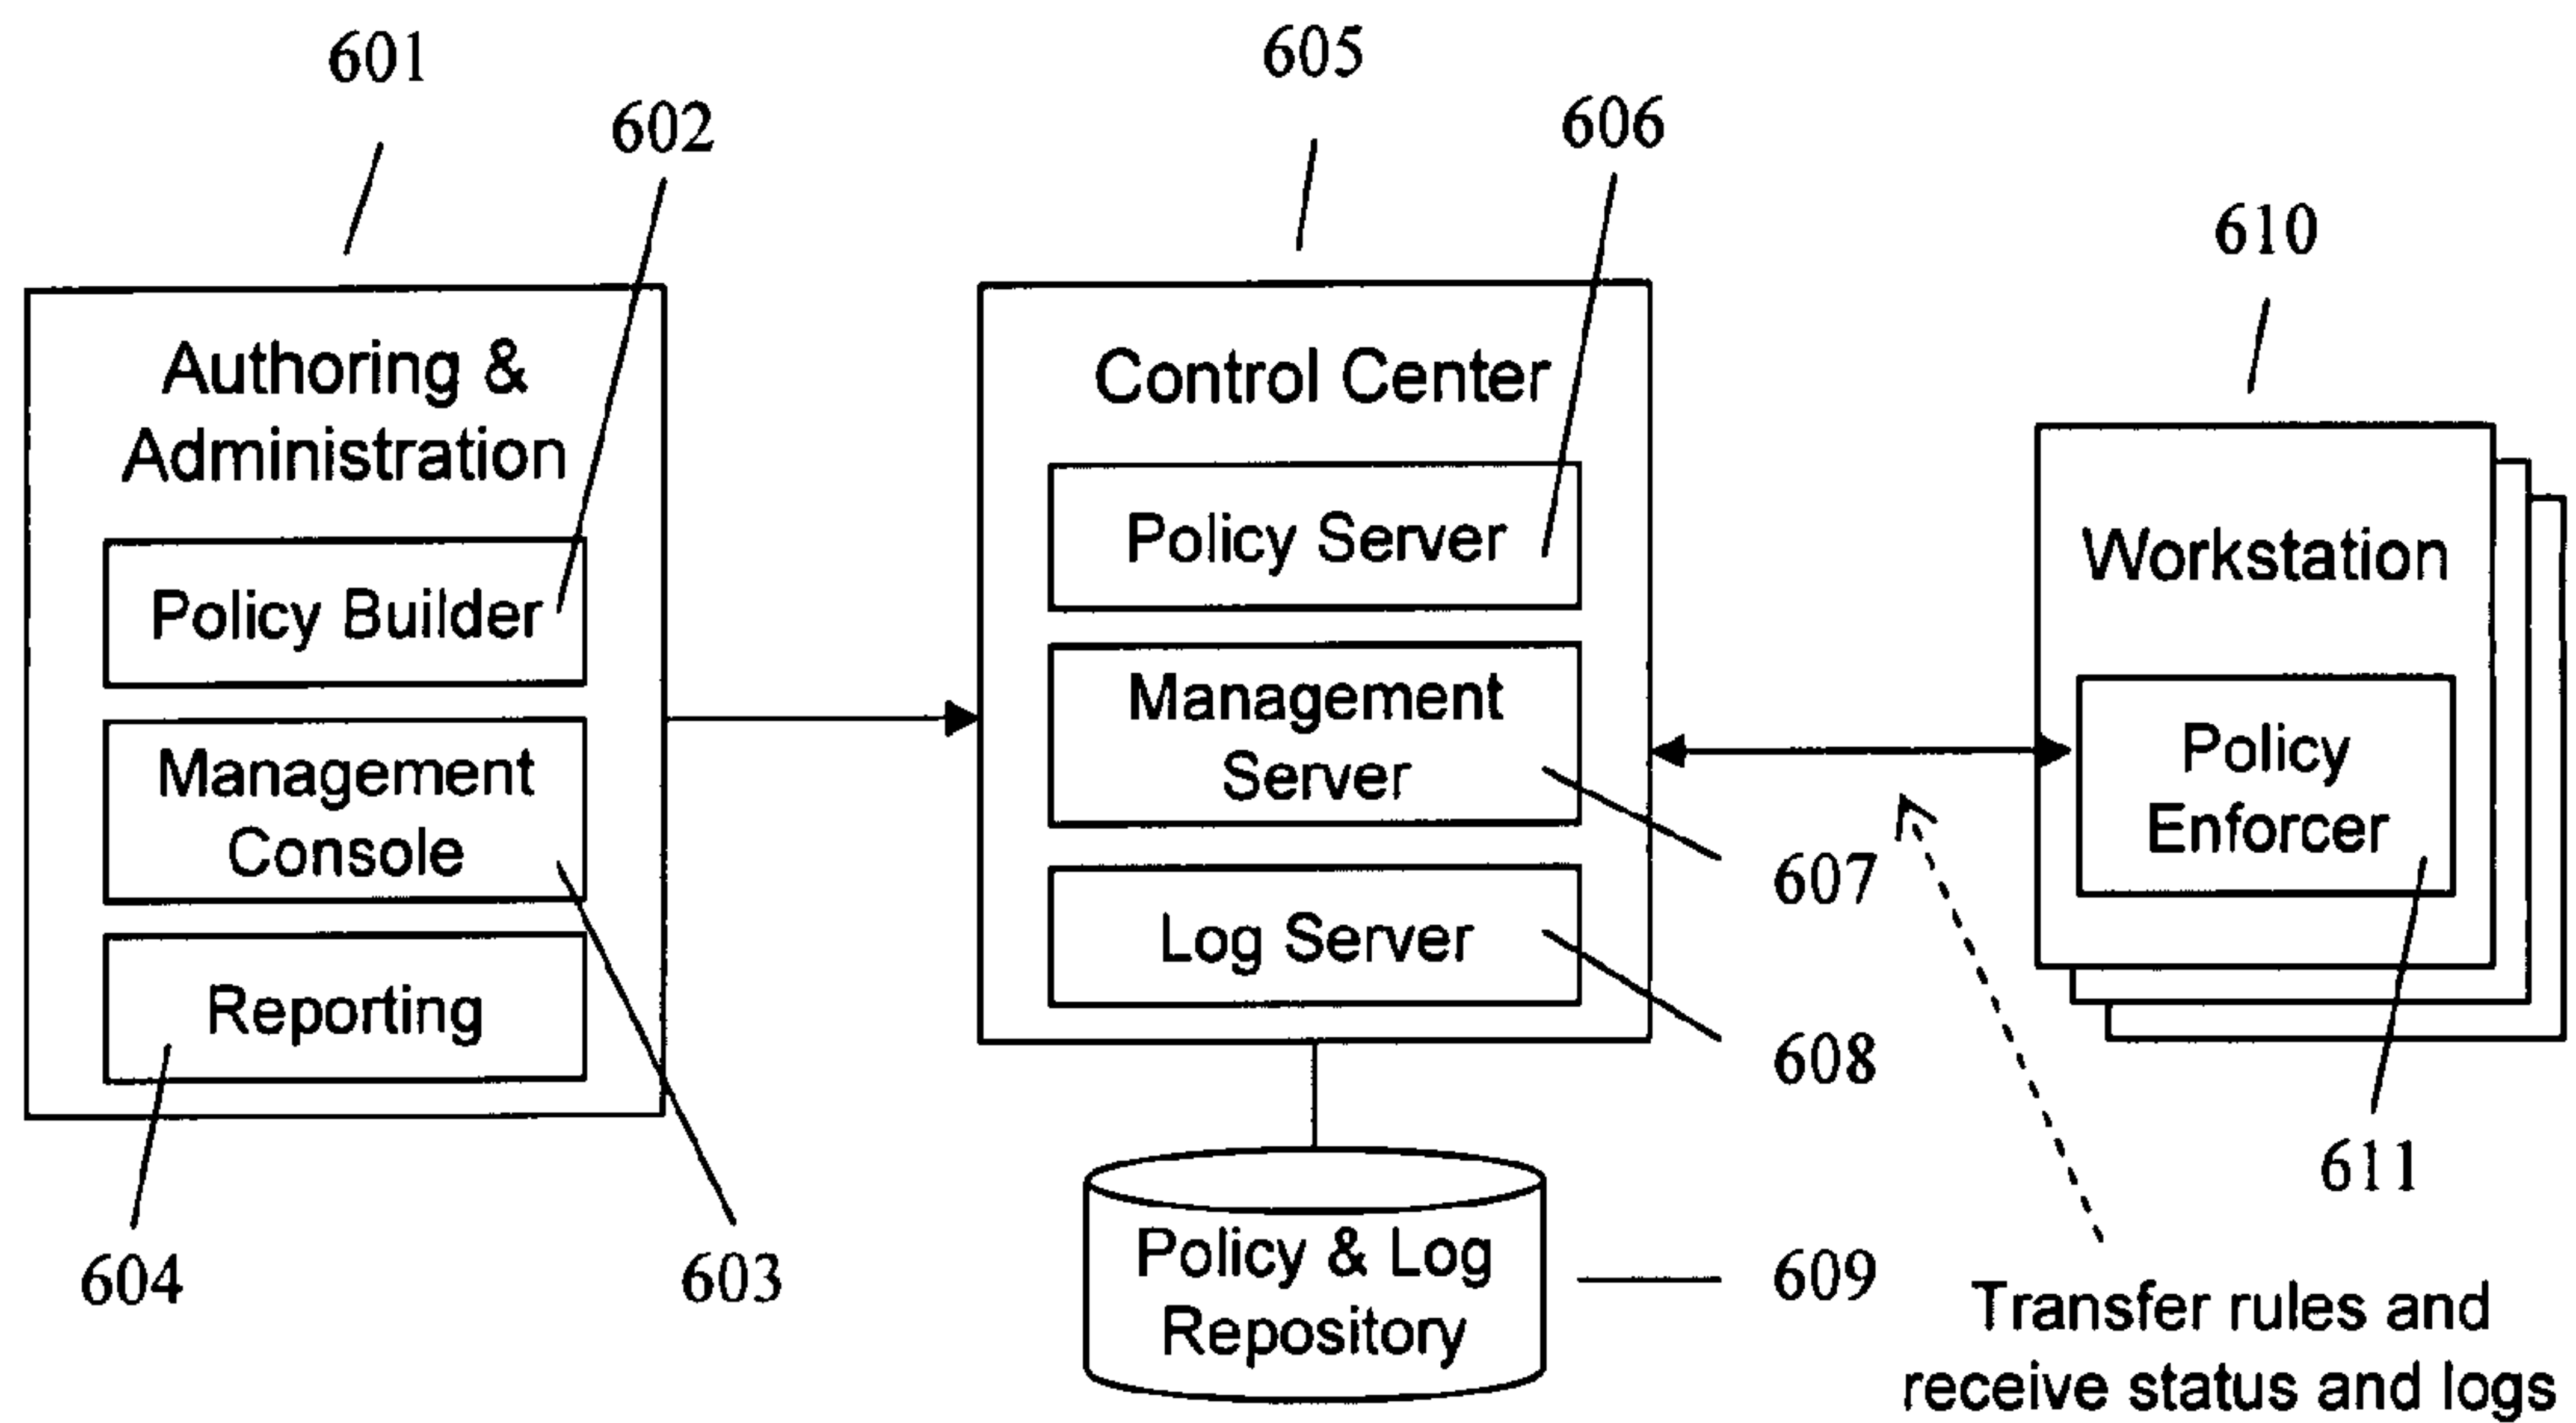 601
602
605
606
610
Authoring &
Administration
Policy Builder
Management
Console
Reporting
604
603
Control Center
Policy Server
Management
Server
Log Server
607
608
Policy & Log
Repository
609
Workstation
Policy
Enforcer
611
Transfer rules and
receive status and logs